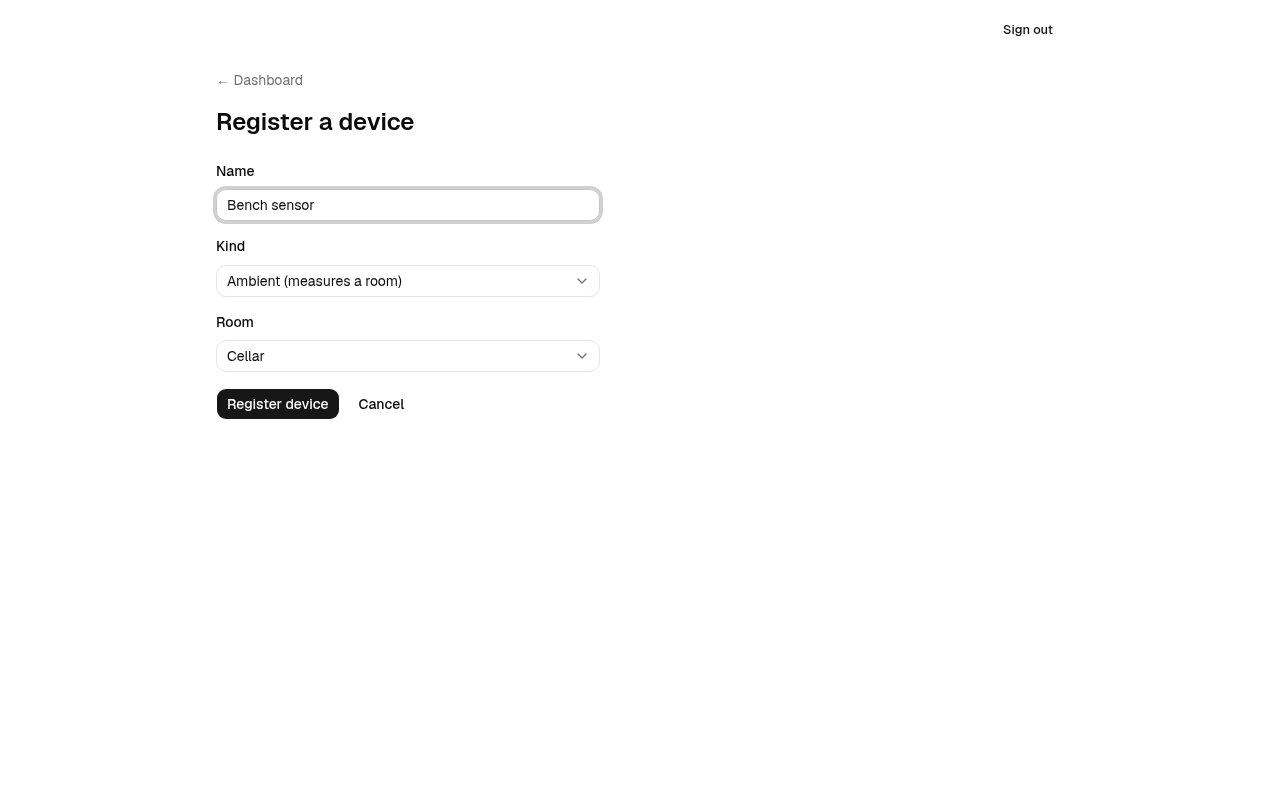 Sign out
← Dashboard
Register a device
Name
Bench sensor
Kind
Ambient (measures a room)
Room
Cellar
Register device
Cancel